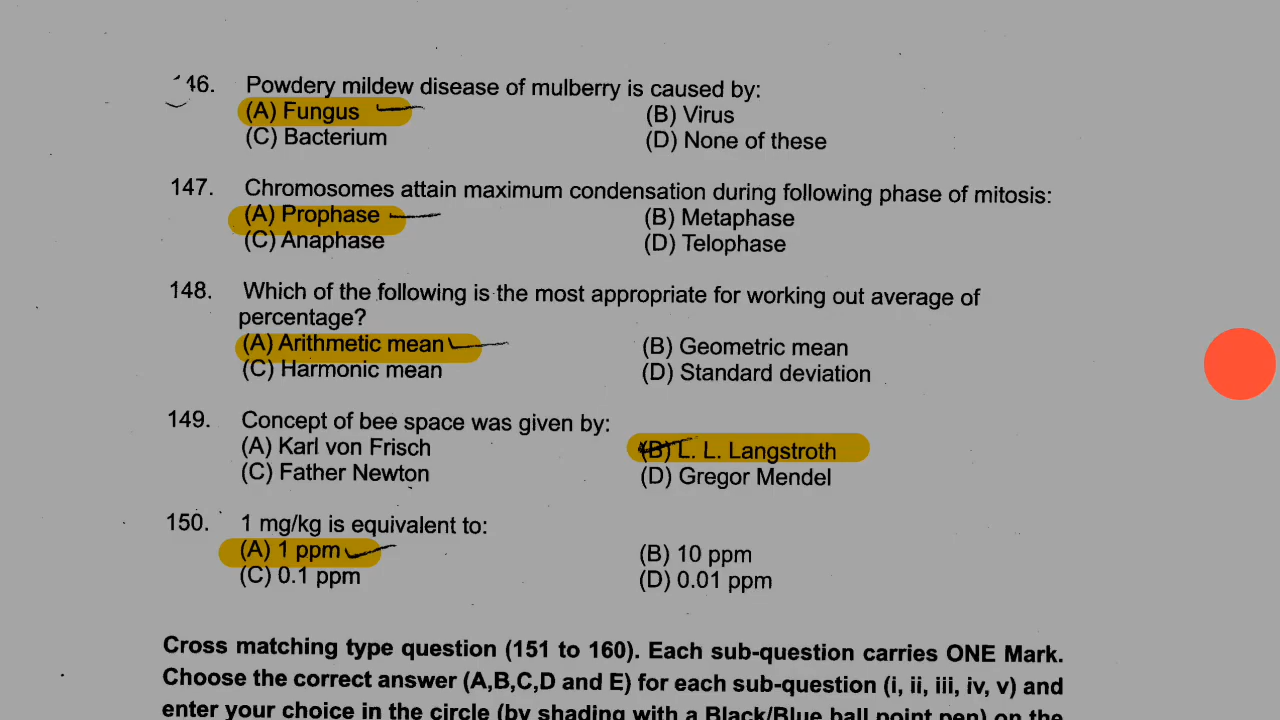 146. Powdery mildew disease of mulberry is caused by:
(A) Fungus (B) Virus
(C) Bacterium (D) None of these
147. Chromosomes attain maximum condensation during following phase of mitosis:
(A) Prophase (B) Metaphase
(C) Anaphase (D) Telophase
148. Which of the following is the most appropriate for working out average of
percentage?
(A) Arithmetic mean (B) Geometric mean
(C) Harmonic mean (D) Standard deviation
149. Concept of bee space was given by:
(A) Karl von Frisch (B) L. L. Langstroth
(C) Father Newton (D) Gregor Mendel
150. 1 mg/kg is equivalent to:
(A) 1 ppm (B) 10 ppm
(C) 0.1 ppm (D) 0.01 ppm
Cross matching type question (151 to 160). Each sub-question carries ONE Mark.
Choose the correct answer (A,B,C,D and E) for each sub-question (i, ii, iii, iv, v) and
enter your choice in the circle (by shading with a Black/Blue ball point pen) on the